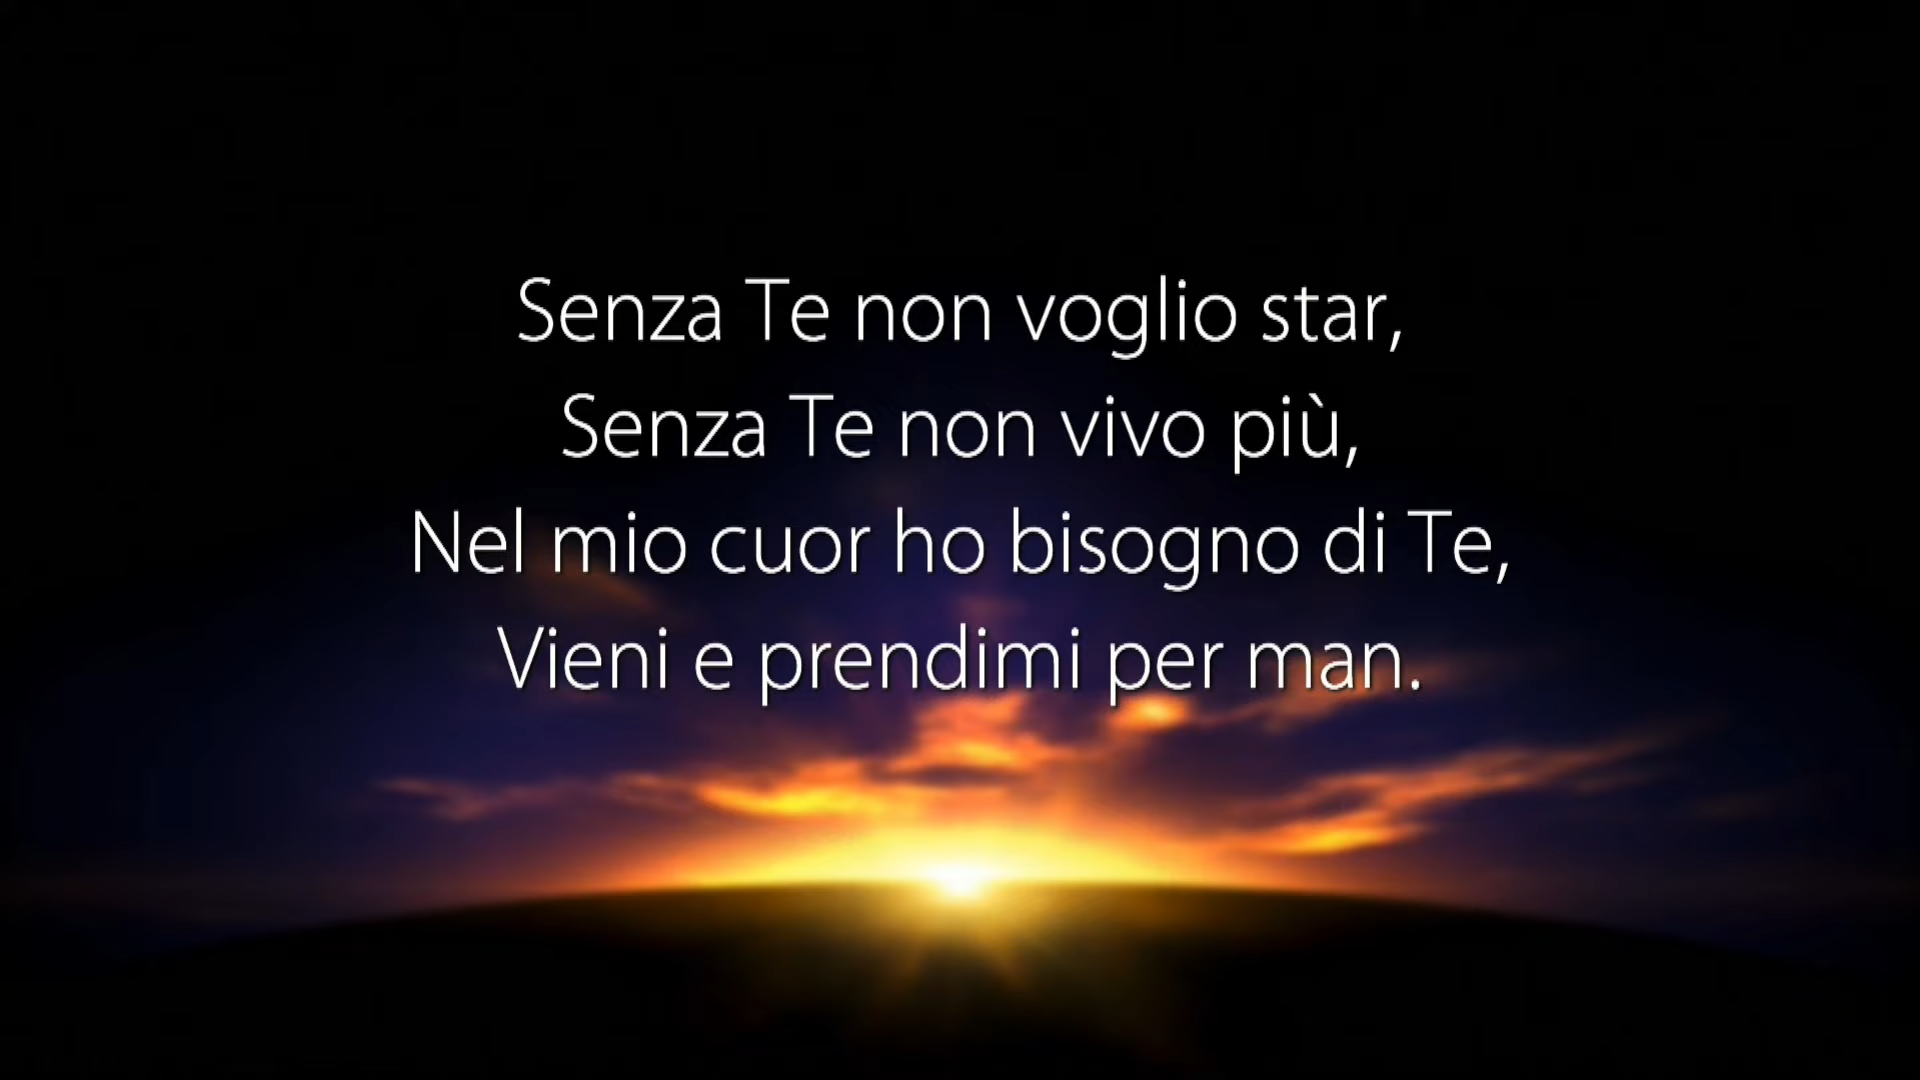 Senza Te non voglio star,
Senza Te non vivo più,
Nel mio cuor ho bisogno di Te,
Vieni e prendimi per man.